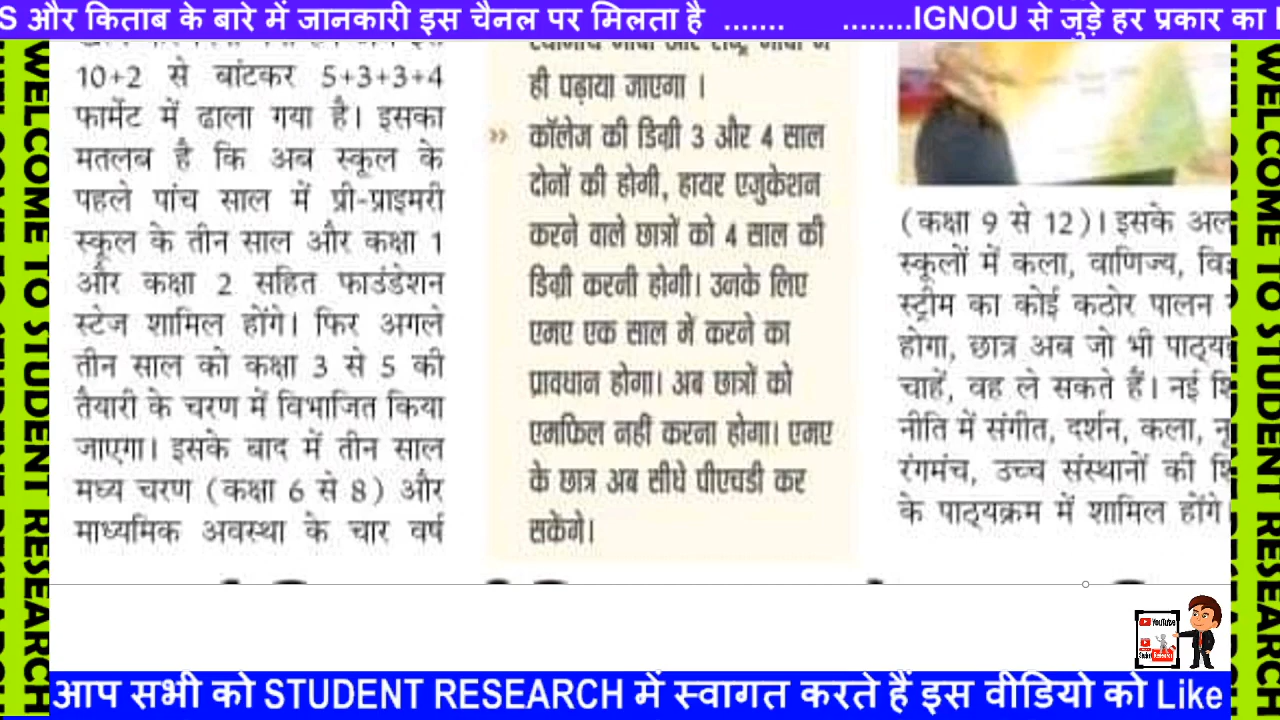 S और किताब के बारे में जानकारी इस चैनल पर मिलता है ....... ........IGNOU से जुड़े हर प्रकार का
WELCOME TO STUDENT RESEARCH
10+2 से बांटकर 5+3+3+4
फार्मेट में ढाला गया है। इसका
मतलब है कि अब स्कूल के
पहले पांच साल में प्री-प्राइमरी
स्कूल के तीन साल और कक्षा 1
और कक्षा 2 सहित फाउंडेशन
स्टेज शामिल होंगे। फिर अगले
तीन साल को कक्षा 3 से 5 की
तैयारी के चरण में विभाजित किया
जाएगा। इसके बाद में तीन साल
मध्य चरण (कक्षा 6 से 8) और
माध्यमिक अवस्था के चार वर्ष
ही पढ़ाया जाएगा ।
›› कॉलेज की डिग्री 3 और 4 साल
दोनों की होगी, हायर एजुकेशन
करने वाले छात्रों को 4 साल की
डिग्री करनी होगी। उनके लिए
एमए एक साल में करने का
प्रावधान होगा। अब छात्रों को
एमफिल नहीं करना होगा। एमए
के छात्र अब सीधे पीएचडी कर
सकेंगे।
(कक्षा 9 से 12)। इसके
स्कूलों में कला, वाणिज्य,
स्ट्रीम का कोई कठोर पालन
होगा, छात्र अब जो भी
चाहें, वह ले सकते हैं। नई
नीति में संगीत, दर्शन, कला,
रंगमंच, उच्च संस्थानों की
के पाठ्यक्रम में शामिल होंगे
YouTube
WELCOME TO STUDENT RESEARCH
आप सभी को STUDENT RESEARCH में स्वागत करते हैं इस वीडियो को Like